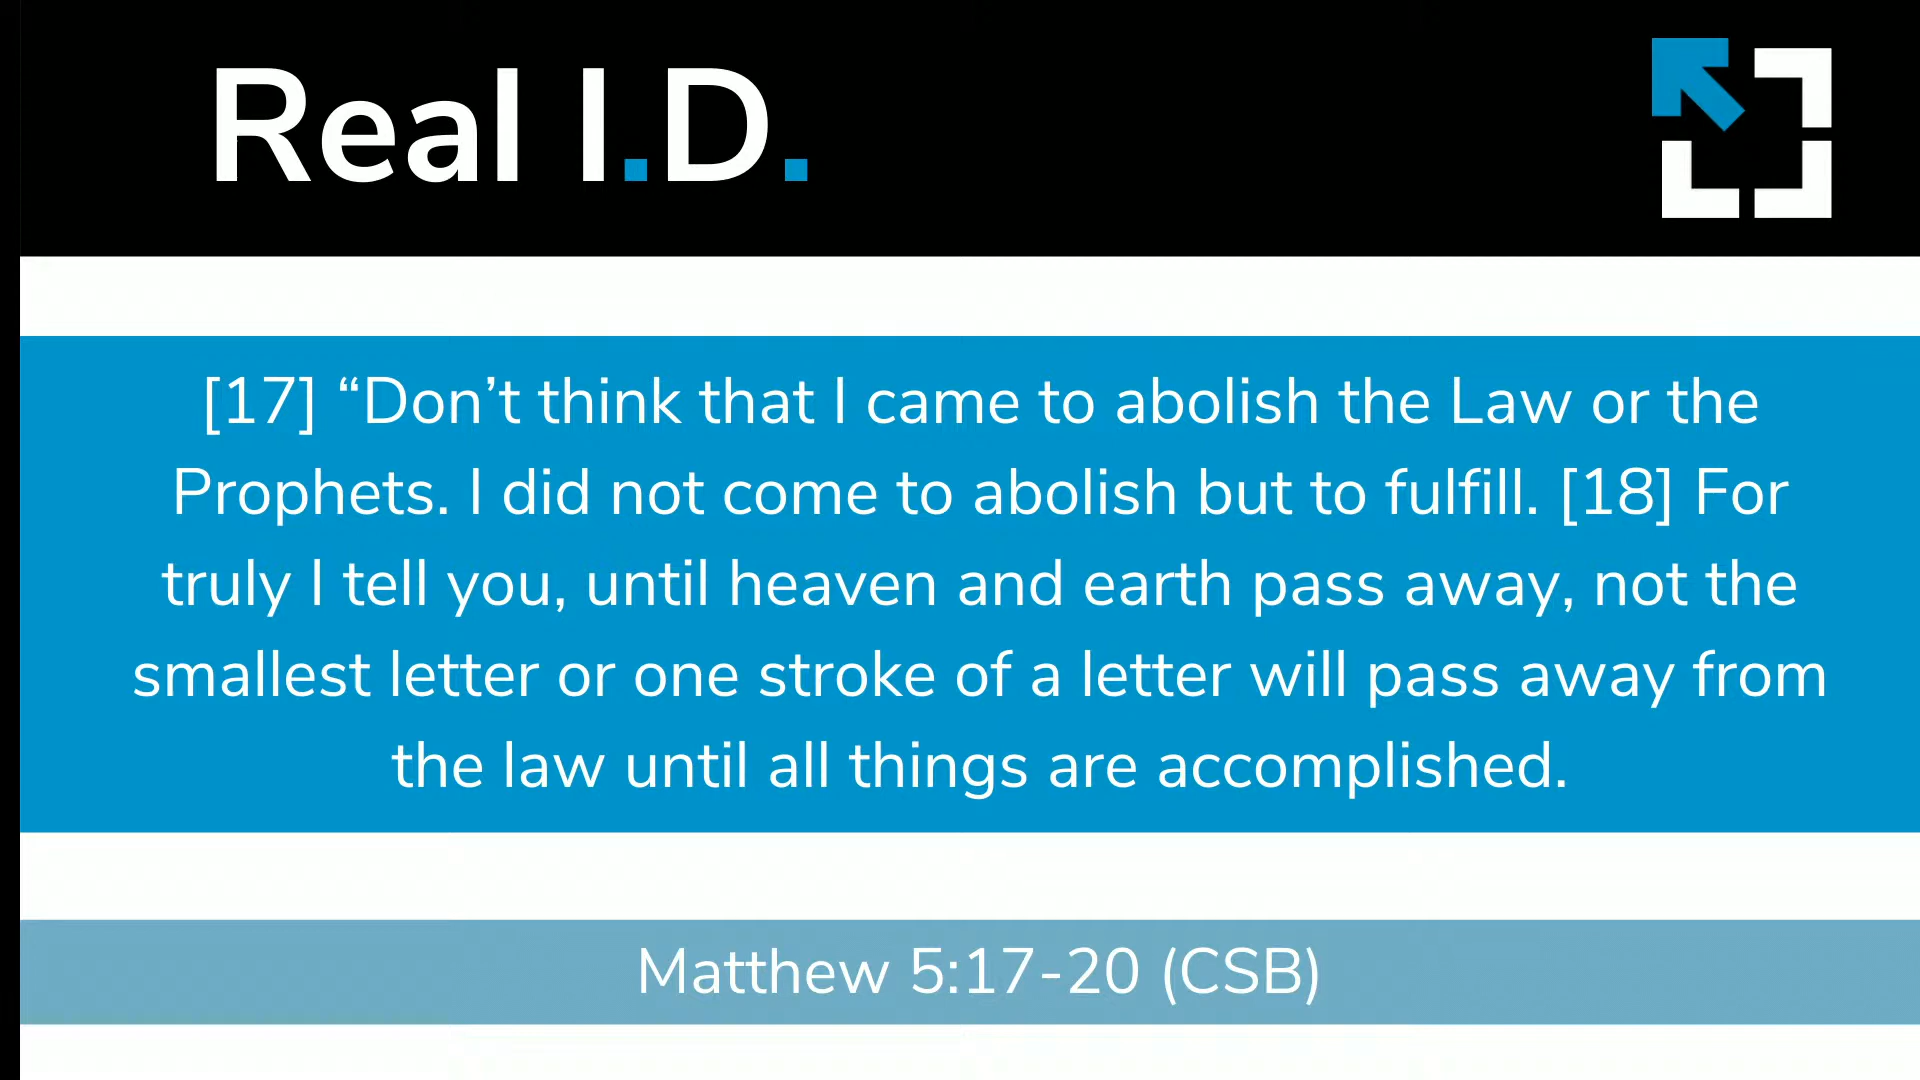 Real I.D.
[17] “Don’t think that I came to abolish the Law or the
Prophets. I did not come to abolish but to fulfill. [18] For
truly I tell you, until heaven and earth pass away, not the
smallest letter or one stroke of a letter will pass away from
the law until all things are accomplished.
Matthew 5:17-20 (CSB)